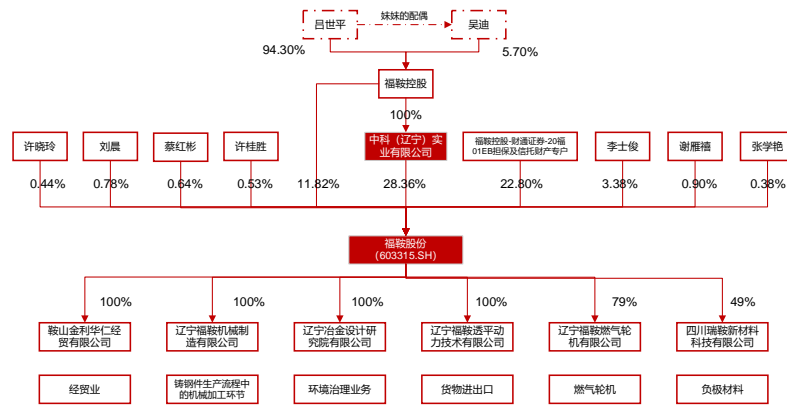 妹妹的配偶
吕世平
吴迪
94.30%
5.70%
福鞍控股
100%
许晓玲
刘晨
蔡红彬
许桂胜
中科（辽宁）实
业有限公司
福鞍控股-财通证券-20福
01EB担保及信托财产专户
李士俊
谢雁禧
张学艳
0.44%
0.78%
0.64%
0.53%
11.82%
28.36%
22.80%
3.38%
0.90%
0.38%
福鞍股份
（603315.SH）
100%
100%
100%
100%
79%
49%
鞍山金利华仁经
贸有限公司
辽宁福鞍机械制
造有限公司
辽宁冶金设计研
究院有限公司
辽宁福鞍透平动
力技术有限公司
辽宁福鞍燃气轮
机有限公司
四川瑞鞍新材料
科技有限公司
经贸业
铸钢件生产流程中
的机械加工环节
环境治理业务
货物进出口
燃气轮机
负极材料